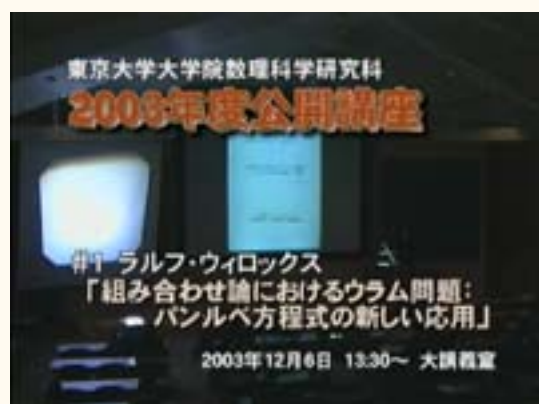 東京大学大学院数理科学研究科
2003年度公開講座
#1 ラルフ・ウィロックス
「組み合わせ論におけるウラム問題:
パンルベ方程式の新しい応用」
2003年12月6日 13:30〜 大講義室